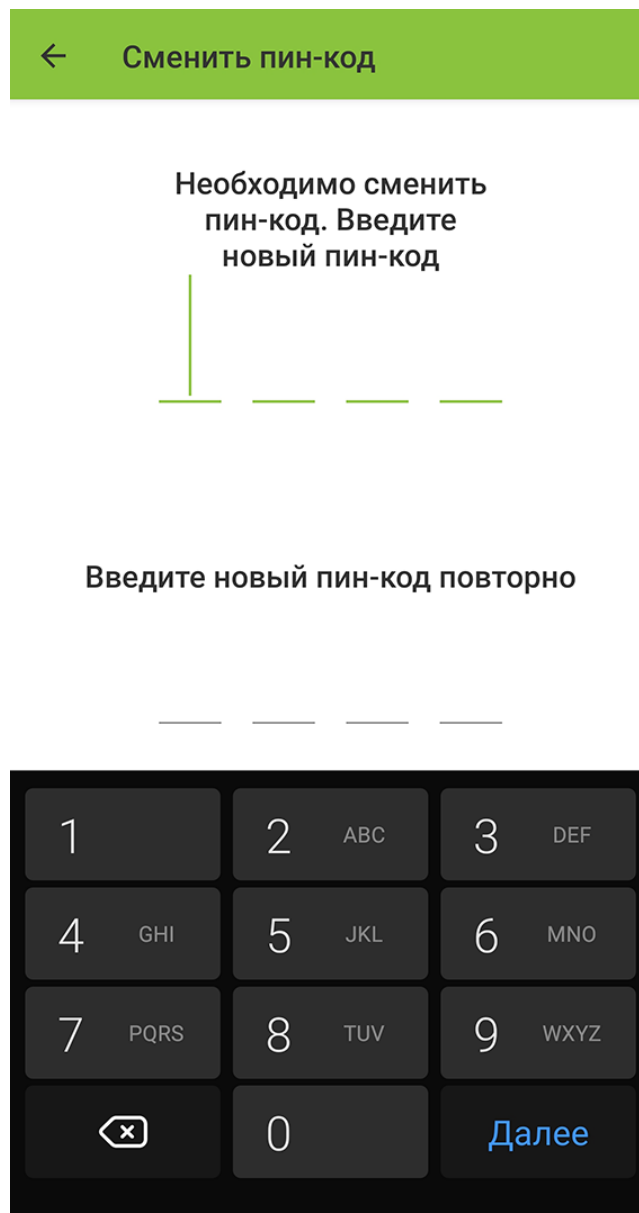 Сменить пин-код
Необходимо сменить
пин-код. Введите
новый пин-код
Введите новый пин-код повторно
1
2 ABC
3 DEF
4 GHI
5 JKL
6 MNO
7 PQRS
8 TUV
9 WXYZ
0
Далее